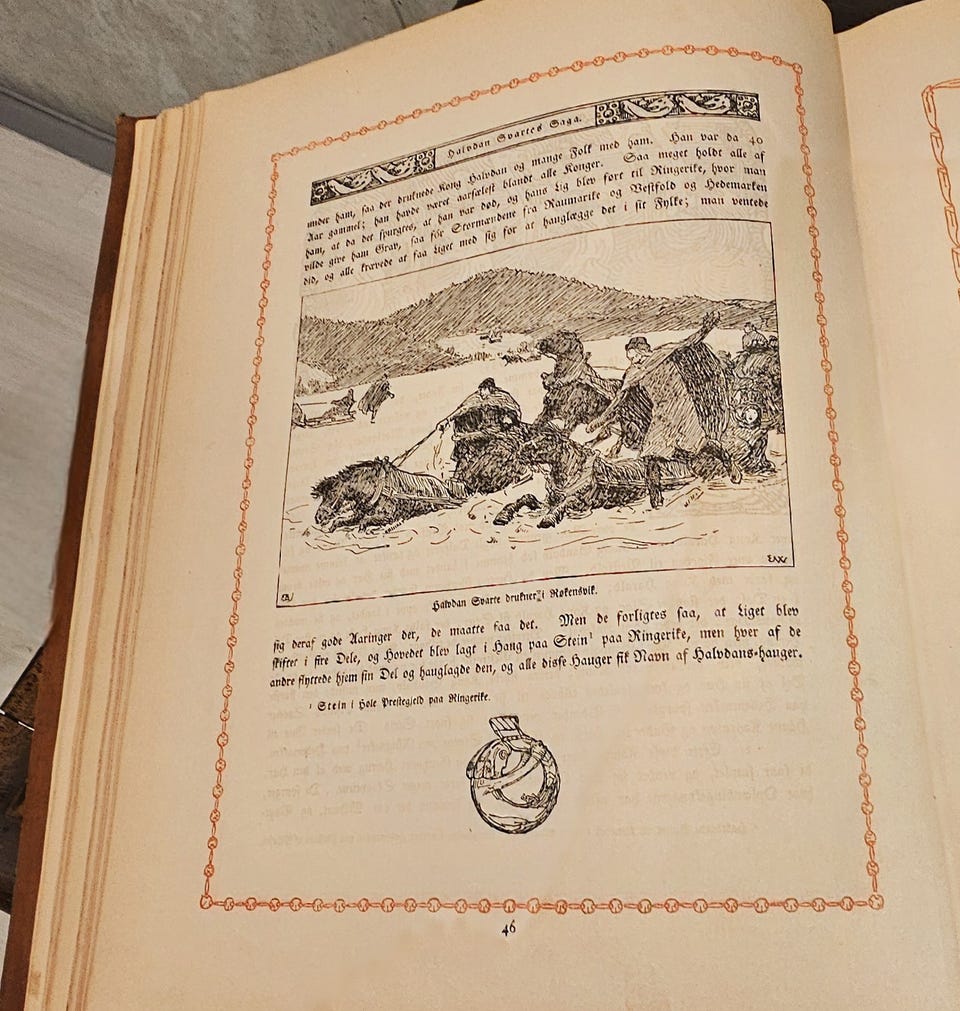 Halvdan Svartes Saga.
under ham, saa der druknede Kong Halvdan og mange Folk med ham. Han var da 40
Aar gammel; han havde været aarsælest blandt alle Konger. Saa meget holdt alle af
ham, at da det spurgtes, at han var død, og hans Lig blev ført til Ringerike, hvor man
vilde give ham Grav, saa fór Stormændene fra Raumarike og Vestfold og Hedemarken
did, og alle krævede at faa Liget med sig for at hauglægge det i sit Fylke; man ventede
EW
Halvdan Svarte drukner i Røkensvik.
sig deraf gode Aaringer der, de maatte faa det. Men de forligtes saa, at Liget blev
skiftet i fire Dele, og Hovedet blev lagt i Haug paa Stein¹ paa Ringerike, men hver af de
andre flyttede hjem sin Del og hauglagde den, og alle disse Hauger fik Navn af Halvdans-hauger.
¹ Stein i Hole Prestegjeld paa Ringerike.
46